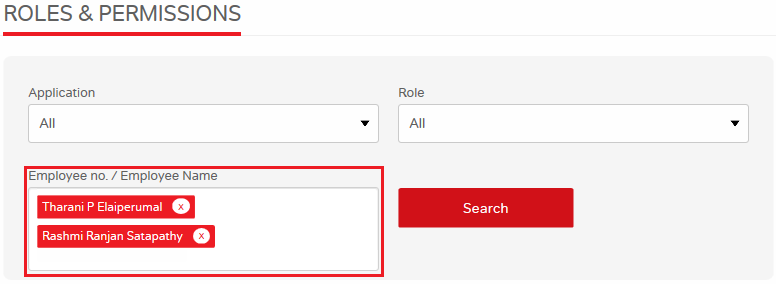 ROLES & PERMISSIONS
Application
Role
All
All
Employee no. / Employee Name
Tharani P Elaiperumal x
Search
Rashmi Ranjan Satapathy x